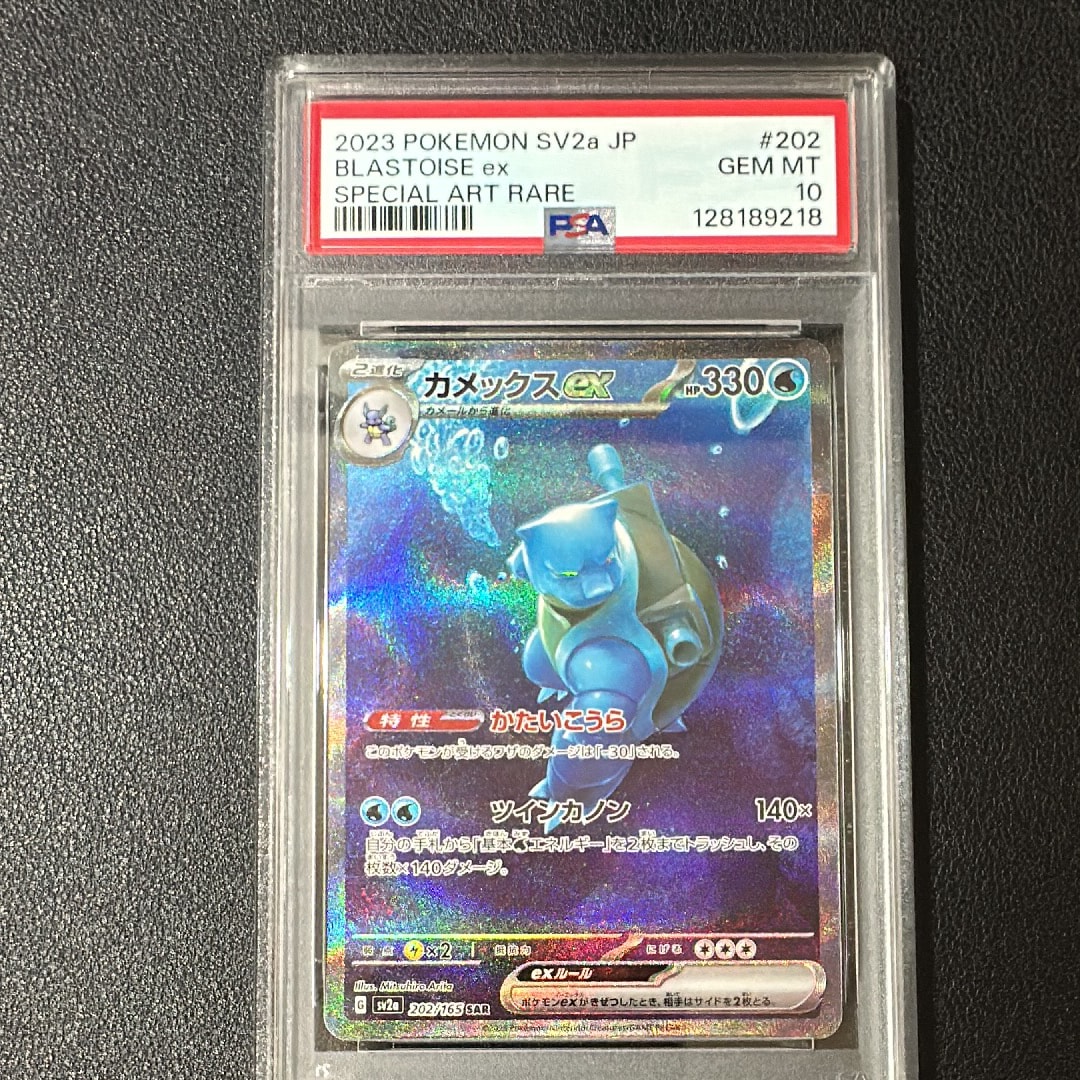 2023 POKEMON SV2a JP #202
BLASTOISE ex GEM MT
SPECIAL ART RARE 10
PSA 128189218
2進化 カメックスex HP330
カメールから進化
特性 かたいこうら
このポケモンが受けるワザのダメージは「-30」される。
ツインカノン 140×
自分の手札から「基本エネルギー」を2枚までトラッシュし、その
枚数×140ダメージ。
弱点 ×2 抵抗力 にげる
exルール
Illus. Mitsuhiro Arita
ポケモンexがきぜつしたとき、相手はサイドを2枚とる。
G sv2a 202/165 SAR